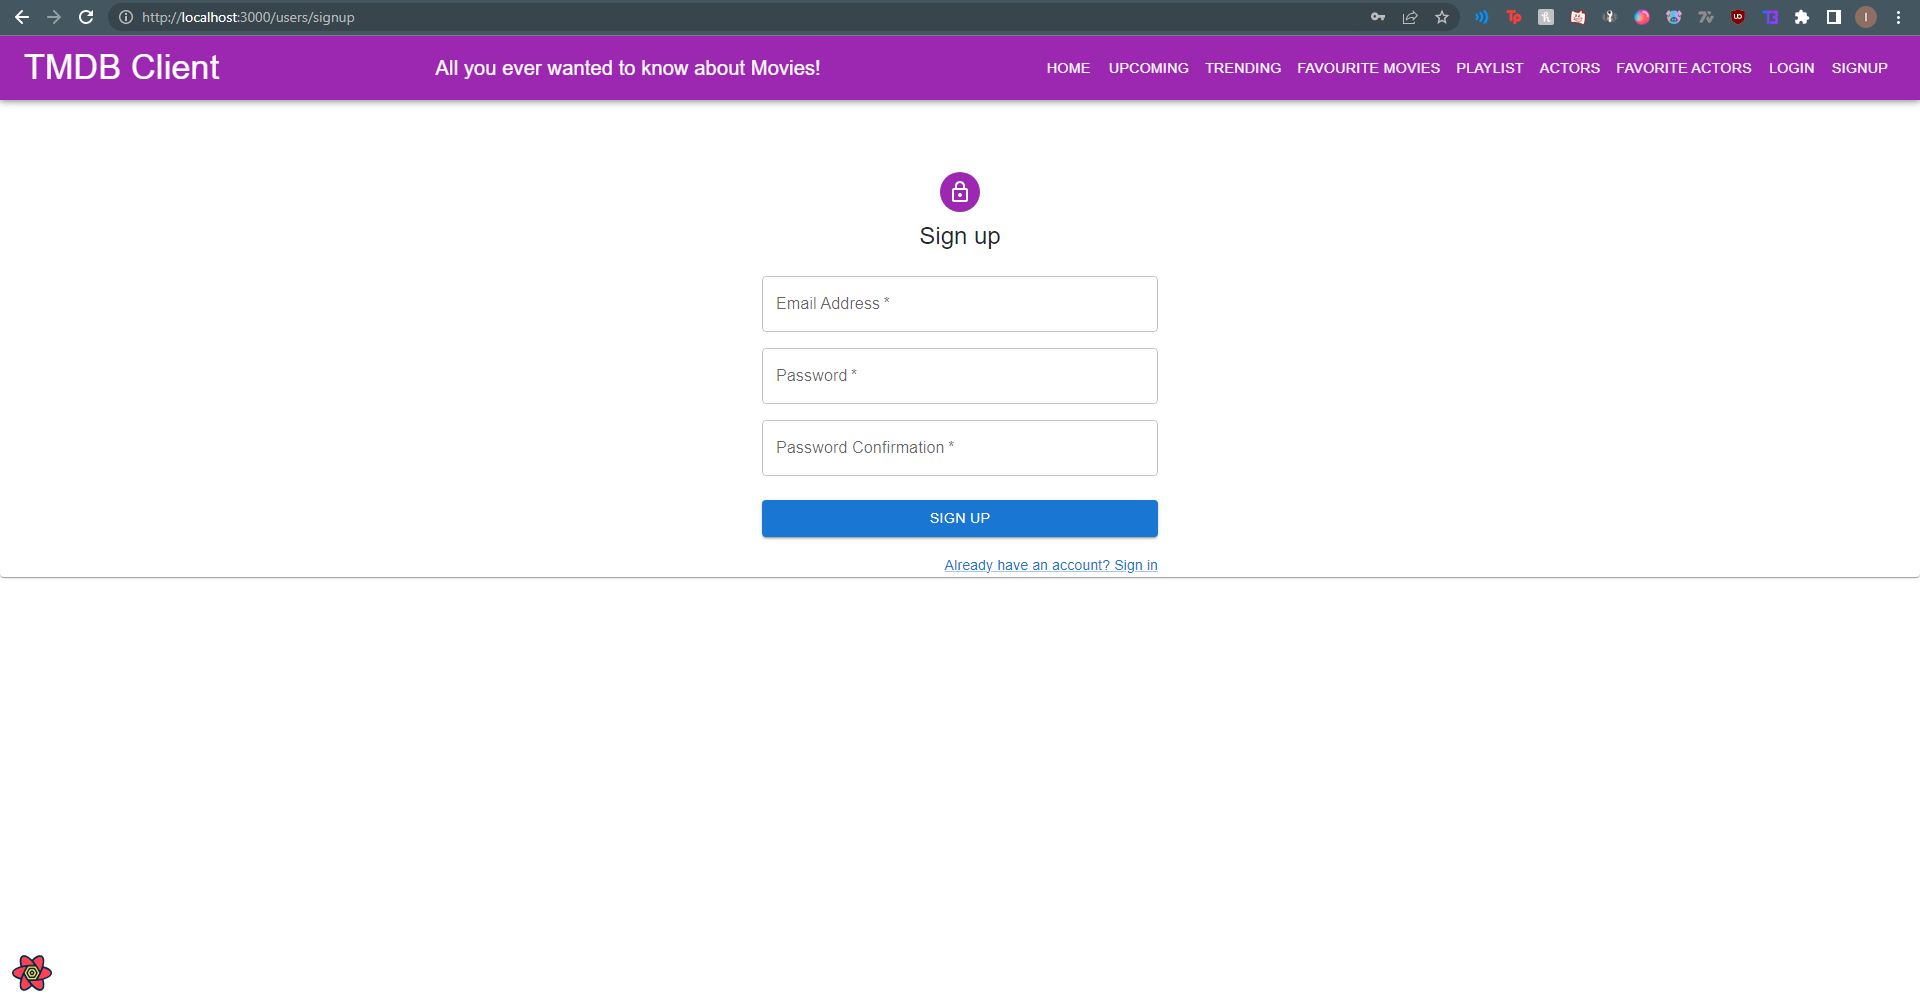 http://localhost:3000/users/signup
TMDB Client
All you ever wanted to know about Movies!
HOME UPCOMING TRENDING FAVOURITE MOVIES PLAYLIST ACTORS FAVORITE ACTORS LOGIN SIGNUP
Sign up
Email Address *
Password *
Password Confirmation *
SIGN UP
Already have an account? Sign in